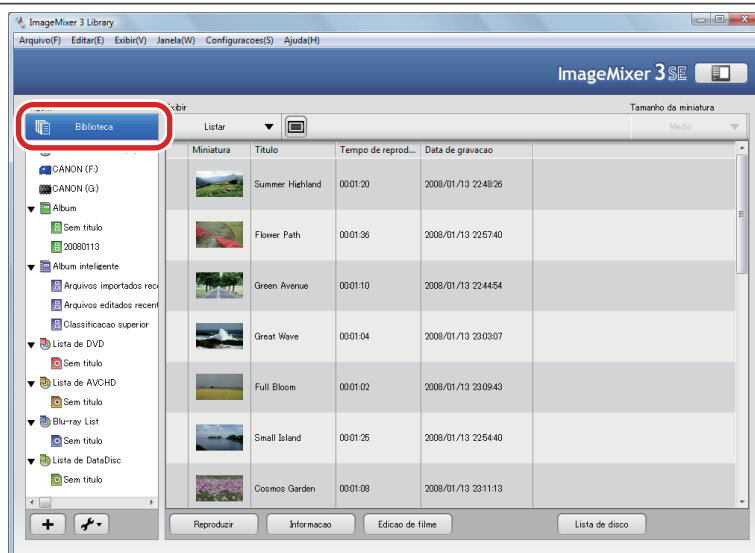 ImageMixer 3 Library
Arquivo(F) Editar(E) Exibir(V) Janela(W) Configuracoes(S) Ajuda(H)
ImageMixer 3 SE
Tamanho da miniatura
Biblioteca Listar Medio
Miniatura Titulo Tempo de reprod... Data de gravacao
CANON (F:)
CANON (G:)
Album
Sem titulo
20080113
Album inteligente
Arquivos importados rec
Arquivos editados recent
Classificacao superior
Lista de DVD
Sem titulo
Lista de AVCHD
Sem titulo
Blu-ray List
Sem titulo
Lista de DataDisc
Sem titulo
Summer Highland 00:01:20 2008/01/13 22:48:26
Flower Path 00:01:36 2008/01/13 22:57:40
Green Avenue 00:01:10 2008/01/13 22:44:54
Great Wave 00:01:04 2008/01/13 23:03:07
Full Bloom 00:01:02 2008/01/13 23:09:43
Small Island 00:01:25 2008/01/13 22:54:40
Cosmos Garden 00:01:08 2008/01/13 23:11:13
Reproduzir Informacao Edicao de filme Lista de disco